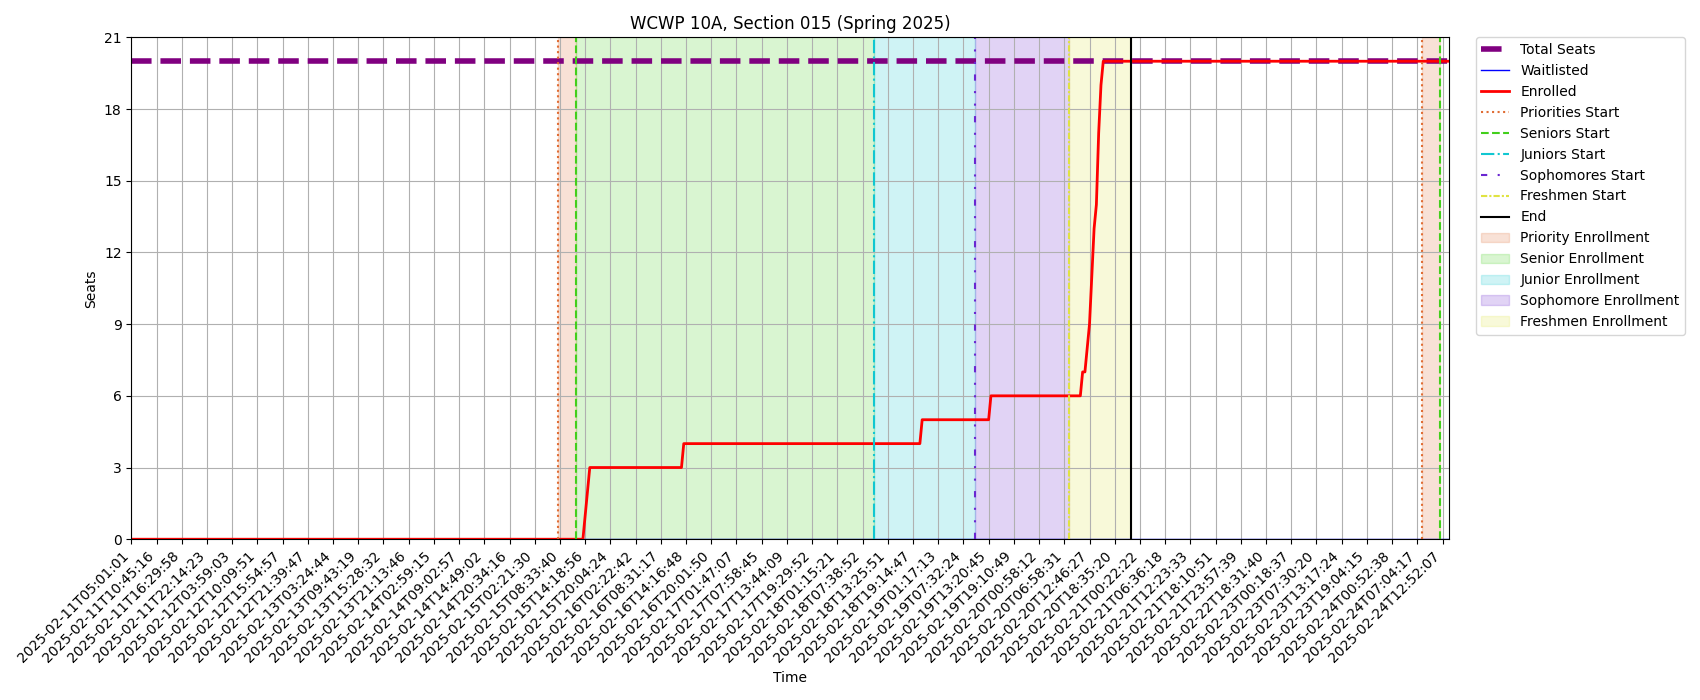 WCWP 10A, Section 015 (Spring 2025)
21
18
15
12
9
6
3
0
Seats
2025-02-11T05:01:01
2025-02-11T10:45:16
2025-02-11T16:29:58
2025-02-11T22:14:23
2025-02-12T03:59:03
2025-02-12T10:09:51
2025-02-12T15:54:57
2025-02-12T21:39:47
2025-02-13T03:24:44
2025-02-13T09:43:19
2025-02-13T15:28:32
2025-02-13T21:13:46
2025-02-14T02:59:15
2025-02-14T09:02:57
2025-02-14T14:49:02
2025-02-14T20:34:16
2025-02-15T02:21:30
2025-02-15T08:33:40
2025-02-15T14:18:56
2025-02-15T20:04:24
2025-02-16T02:22:42
2025-02-16T08:31:17
2025-02-16T14:16:48
2025-02-16T20:01:50
2025-02-17T01:47:07
2025-02-17T07:58:45
2025-02-17T13:44:09
2025-02-17T19:29:52
2025-02-18T01:15:21
2025-02-18T07:38:52
2025-02-18T13:25:51
2025-02-18T19:14:47
2025-02-19T01:17:13
2025-02-19T07:32:24
2025-02-19T13:20:45
2025-02-19T19:10:49
2025-02-20T00:58:12
2025-02-20T06:58:31
2025-02-20T12:46:27
2025-02-20T18:35:20
2025-02-21T00:22:22
2025-02-21T06:36:18
2025-02-21T12:23:33
2025-02-21T18:10:51
2025-02-21T23:57:39
2025-02-22T18:31:40
2025-02-23T00:18:37
2025-02-23T07:30:20
2025-02-23T13:17:24
2025-02-23T19:04:15
2025-02-24T00:52:38
2025-02-24T07:04:17
2025-02-24T12:52:07
Time
Total Seats
Waitlisted
Enrolled
Priorities Start
Seniors Start
Juniors Start
Sophomores Start
Freshmen Start
End
Priority Enrollment
Senior Enrollment
Junior Enrollment
Sophomore Enrollment
Freshmen Enrollment